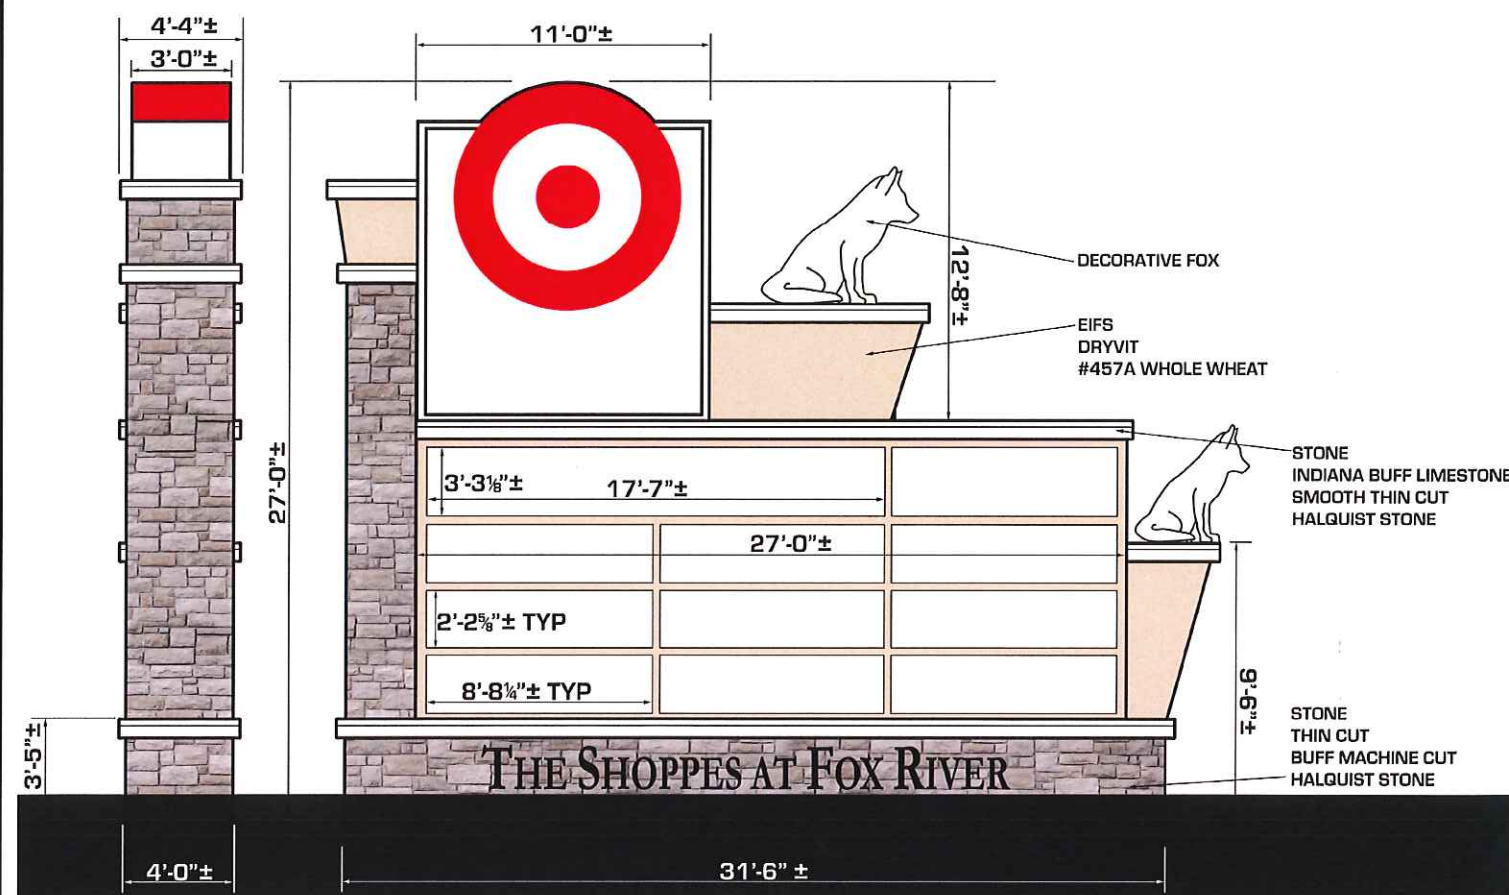 4'-4"±
3'-0"±
11'-0"±
27'-0"±
12'-8"±
DECORATIVE FOX
EIFS
DRYVIT
#457A WHOLE WHEAT
STONE
INDIANA BUFF LIMESTONE
SMOOTH THIN CUT
HALQUIST STONE
3'-3⅛"±
17'-7"±
27'-0"±
2'-2⅝"± TYP
8'-8¼"± TYP
9'-6"±
3'-5"±
THE SHOPPES AT FOX RIVER
STONE
THIN CUT
BUFF MACHINE CUT
HALQUIST STONE
4'-0"±
31'-6" ±